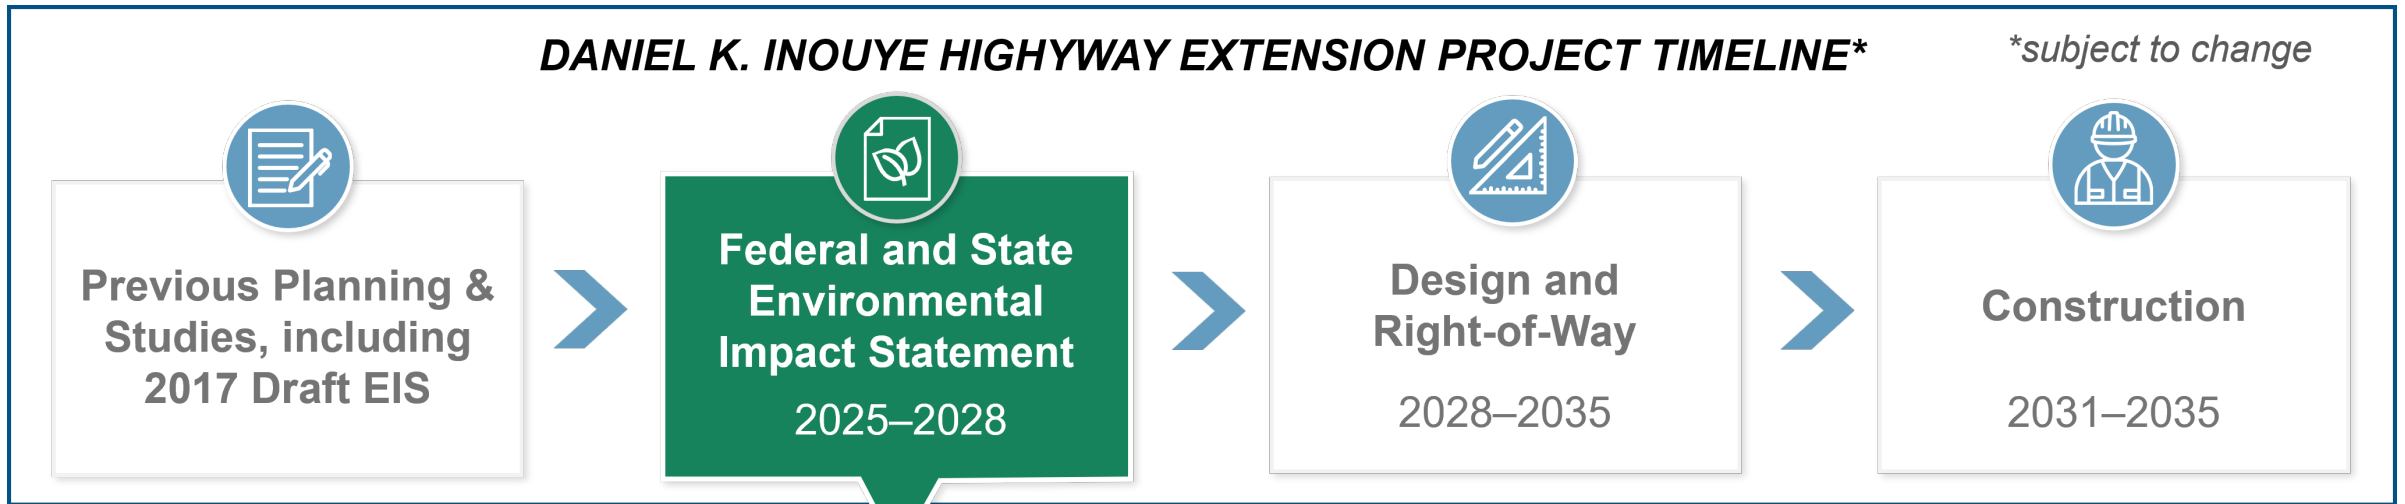 DANIEL K. INOUYE HIGHYWAY EXTENSION PROJECT TIMELINE*
*subject to change
Previous Planning &
Studies, including
2017 Draft EIS
Federal and State
Environmental
Impact Statement
2025–2028
Design and
Right-of-Way
2028–2035
Construction
2031–2035